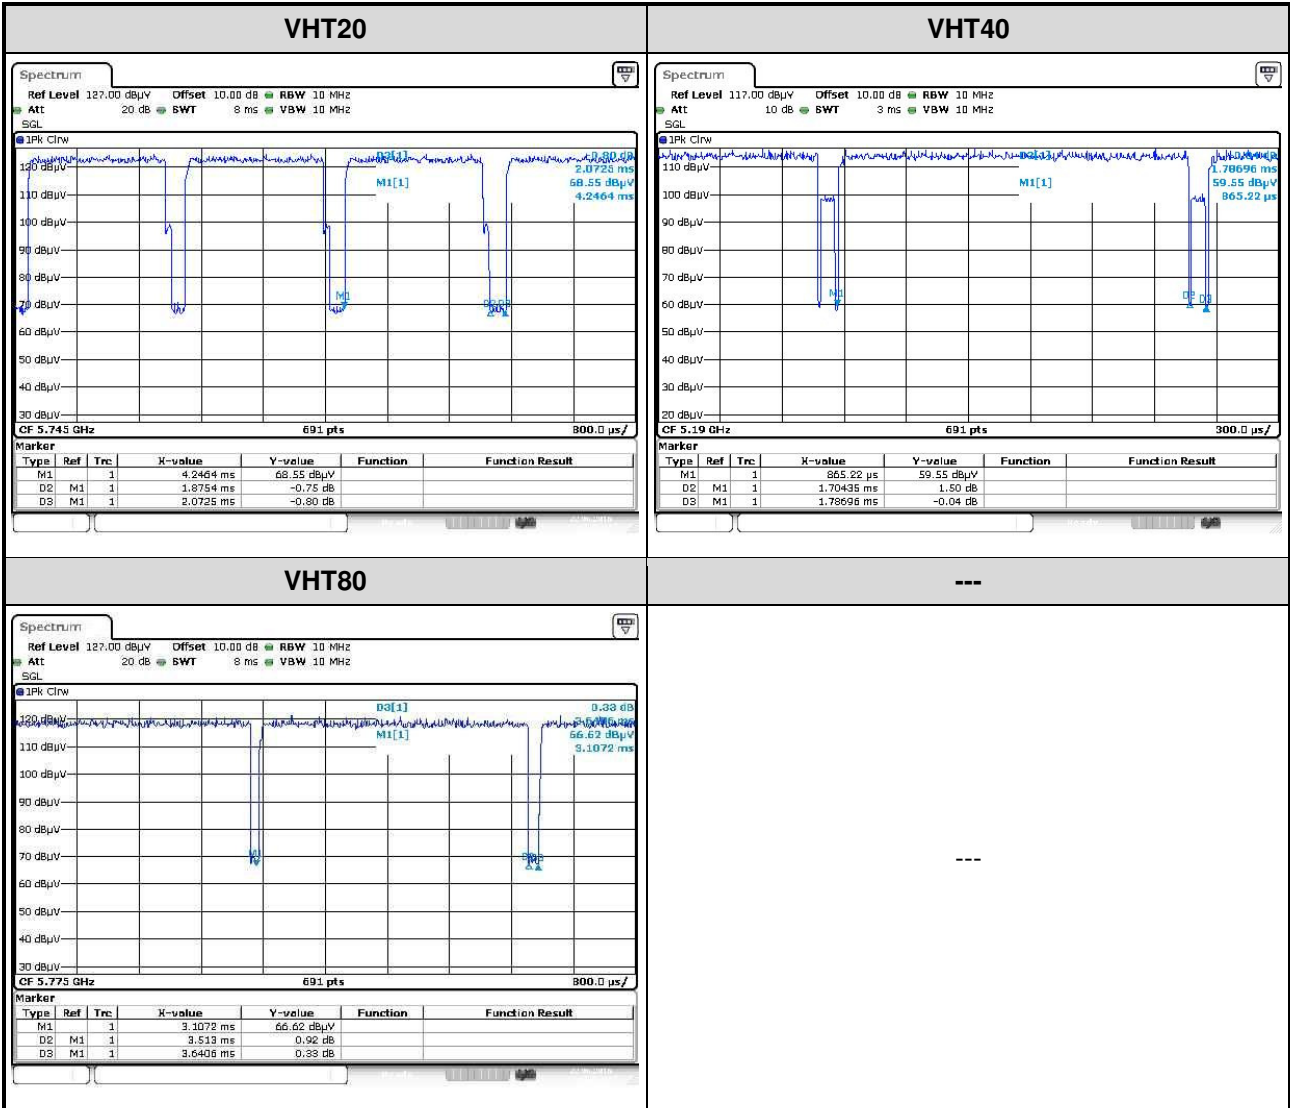 VHT20
VHT40
Spectrum
Ref Level 127.00 dBµV Offset 10.00 dB RBW 10 MHz
Att 20 dB SWT 8 ms VBW 10 MHz
SGL
1Pk Clrw
D3[1] -0.80 dB
2.0725 ms
M1[1] 68.55 dBµV
4.2464 ms
120 dBµV
110 dBµV
100 dBµV
90 dBµV
80 dBµV
70 dBµV
60 dBµV
50 dBµV
40 dBµV
30 dBµV
M1
D2 D3
CF 5.745 GHz 691 pts 800.0 µs/
Marker
Type Ref Trc X-value Y-value Function Function Result
M1 1 4.2464 ms 68.55 dBµV
D2 M1 1 1.8754 ms -0.75 dB
D3 M1 1 2.0725 ms -0.80 dB
Spectrum
Ref Level 117.00 dBµV Offset 10.00 dB RBW 10 MHz
Att 10 dB SWT 3 ms VBW 10 MHz
SGL
1Pk Clrw
1.78696 ms
M1[1] 59.55 dBµV
865.22 µs
110 dBµV
100 dBµV
90 dBµV
80 dBµV
70 dBµV
60 dBµV
50 dBµV
40 dBµV
30 dBµV
20 dBµV
M1
D2
D3
CF 5.19 GHz 691 pts 300.0 µs/
Marker
Type Ref Trc X-value Y-value Function Function Result
M1 1 865.22 µs 59.55 dBµV
D2 M1 1 1.70435 ms 1.50 dB
D3 M1 1 1.78696 ms -0.04 dB
VHT80
---
Spectrum
Ref Level 127.00 dBµV Offset 10.00 dB RBW 10 MHz
Att 20 dB SWT 8 ms VBW 10 MHz
SGL
1Pk Clrw
D3[1] 0.33 dB
3.6406 ms
M1[1] 66.62 dBµV
3.1072 ms
120 dBµV
110 dBµV
100 dBµV
90 dBµV
80 dBµV
70 dBµV
60 dBµV
50 dBµV
40 dBµV
30 dBµV
M1
CF 5.775 GHz 691 pts 800.0 µs/
Marker
Type Ref Trc X-value Y-value Function Function Result
M1 1 3.1072 ms 66.62 dBµV
D2 M1 1 3.513 ms 0.92 dB
D3 M1 1 3.6406 ms 0.33 dB
---